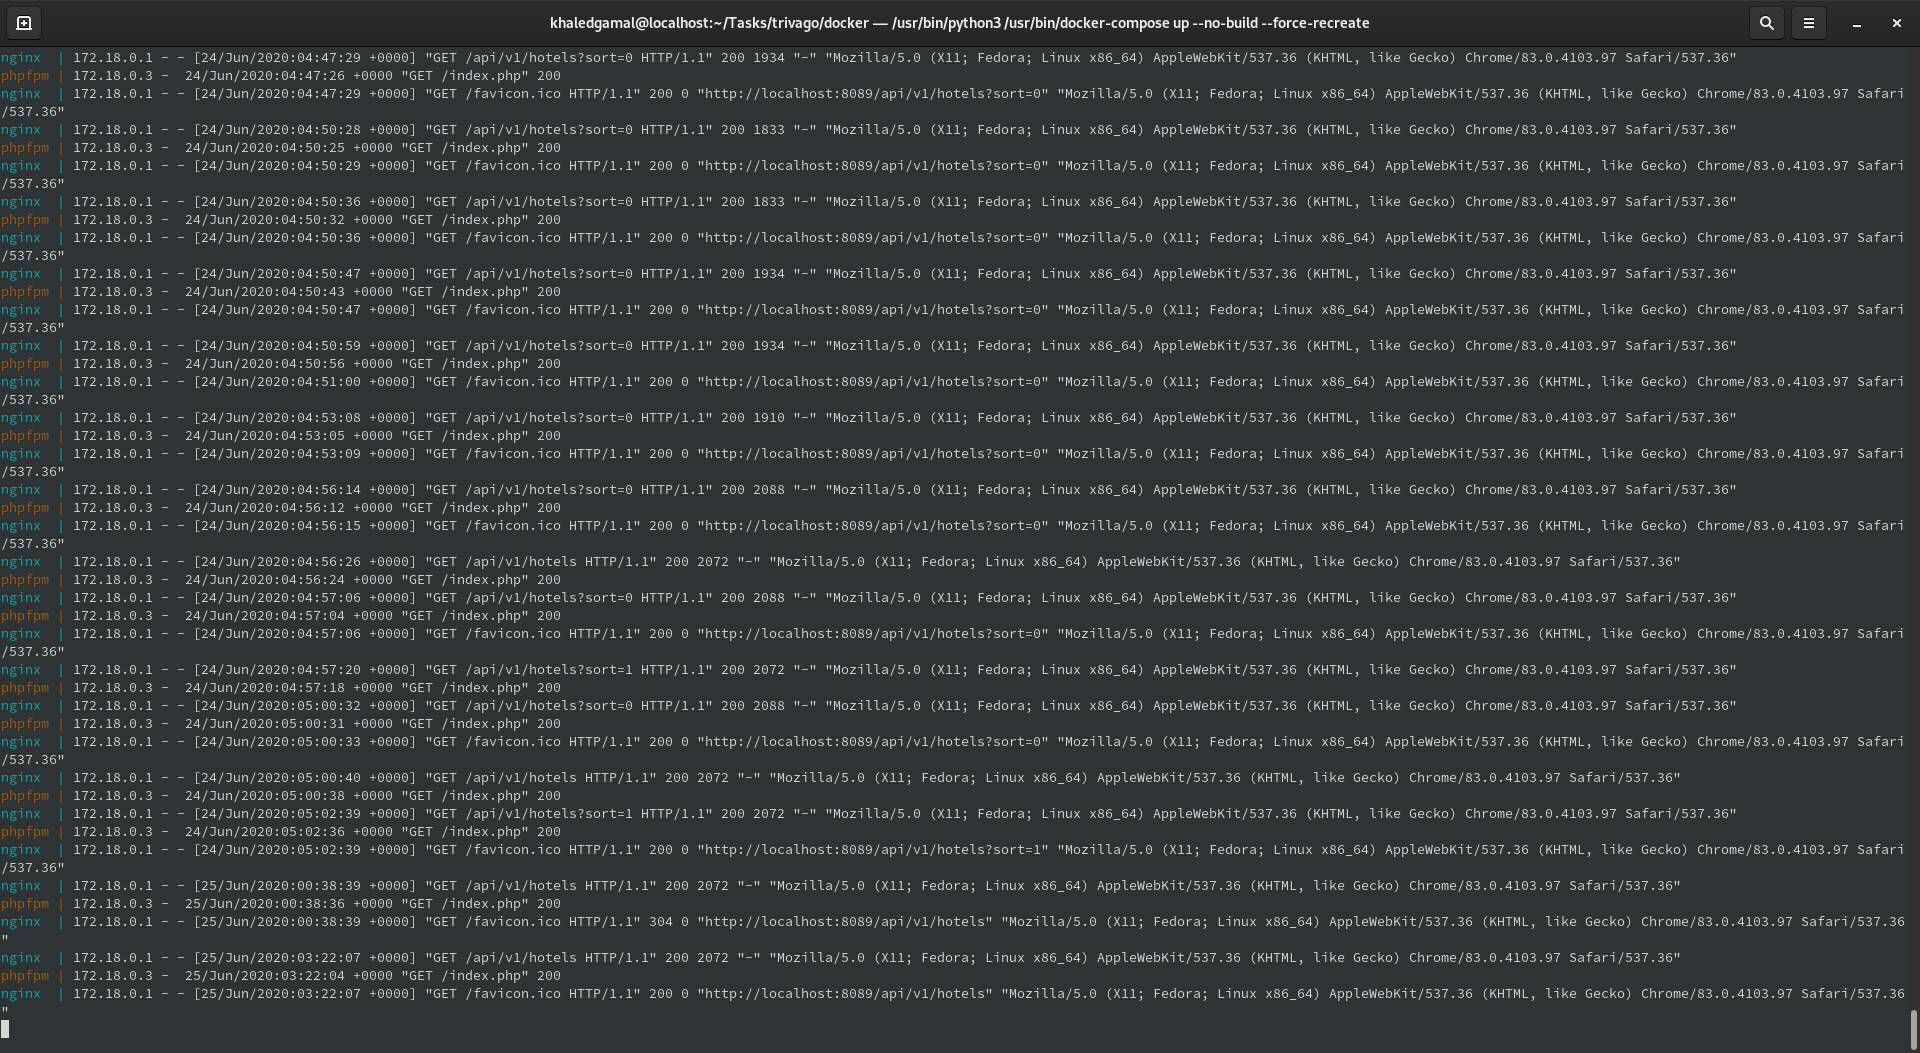 khaledgamal@localhost:~/Tasks/trivago/docker — /usr/bin/python3 /usr/bin/docker-compose up --no-build --force-recreate
nginx  | 172.18.0.1 - - [24/Jun/2020:04:47:29 +0000] "GET /api/v1/hotels?sort=0 HTTP/1.1" 200 1934 "-" "Mozilla/5.0 (X11; Fedora; Linux x86_64) AppleWebKit/537.36 (KHTML, like Gecko) Chrome/83.0.4103.97 Safari/537.36"
phpfpm | 172.18.0.3 -  24/Jun/2020:04:47:26 +0000 "GET /index.php" 200
nginx  | 172.18.0.1 - - [24/Jun/2020:04:47:29 +0000] "GET /favicon.ico HTTP/1.1" 200 0 "http://localhost:8089/api/v1/hotels?sort=0" "Mozilla/5.0 (X11; Fedora; Linux x86_64) AppleWebKit/537.36 (KHTML, like Gecko) Chrome/83.0.4103.97 Safari
/537.36"
nginx  | 172.18.0.1 - - [24/Jun/2020:04:50:28 +0000] "GET /api/v1/hotels?sort=0 HTTP/1.1" 200 1833 "-" "Mozilla/5.0 (X11; Fedora; Linux x86_64) AppleWebKit/537.36 (KHTML, like Gecko) Chrome/83.0.4103.97 Safari/537.36"
phpfpm | 172.18.0.3 -  24/Jun/2020:04:50:25 +0000 "GET /index.php" 200
nginx  | 172.18.0.1 - - [24/Jun/2020:04:50:29 +0000] "GET /favicon.ico HTTP/1.1" 200 0 "http://localhost:8089/api/v1/hotels?sort=0" "Mozilla/5.0 (X11; Fedora; Linux x86_64) AppleWebKit/537.36 (KHTML, like Gecko) Chrome/83.0.4103.97 Safari
/537.36"
nginx  | 172.18.0.1 - - [24/Jun/2020:04:50:36 +0000] "GET /api/v1/hotels?sort=0 HTTP/1.1" 200 1833 "-" "Mozilla/5.0 (X11; Fedora; Linux x86_64) AppleWebKit/537.36 (KHTML, like Gecko) Chrome/83.0.4103.97 Safari/537.36"
phpfpm | 172.18.0.3 -  24/Jun/2020:04:50:32 +0000 "GET /index.php" 200
nginx  | 172.18.0.1 - - [24/Jun/2020:04:50:36 +0000] "GET /favicon.ico HTTP/1.1" 200 0 "http://localhost:8089/api/v1/hotels?sort=0" "Mozilla/5.0 (X11; Fedora; Linux x86_64) AppleWebKit/537.36 (KHTML, like Gecko) Chrome/83.0.4103.97 Safari
/537.36"
nginx  | 172.18.0.1 - - [24/Jun/2020:04:50:47 +0000] "GET /api/v1/hotels?sort=0 HTTP/1.1" 200 1934 "-" "Mozilla/5.0 (X11; Fedora; Linux x86_64) AppleWebKit/537.36 (KHTML, like Gecko) Chrome/83.0.4103.97 Safari/537.36"
phpfpm | 172.18.0.3 -  24/Jun/2020:04:50:43 +0000 "GET /index.php" 200
nginx  | 172.18.0.1 - - [24/Jun/2020:04:50:47 +0000] "GET /favicon.ico HTTP/1.1" 200 0 "http://localhost:8089/api/v1/hotels?sort=0" "Mozilla/5.0 (X11; Fedora; Linux x86_64) AppleWebKit/537.36 (KHTML, like Gecko) Chrome/83.0.4103.97 Safari
/537.36"
nginx  | 172.18.0.1 - - [24/Jun/2020:04:50:59 +0000] "GET /api/v1/hotels?sort=0 HTTP/1.1" 200 1934 "-" "Mozilla/5.0 (X11; Fedora; Linux x86_64) AppleWebKit/537.36 (KHTML, like Gecko) Chrome/83.0.4103.97 Safari/537.36"
phpfpm | 172.18.0.3 -  24/Jun/2020:04:50:56 +0000 "GET /index.php" 200
nginx  | 172.18.0.1 - - [24/Jun/2020:04:51:00 +0000] "GET /favicon.ico HTTP/1.1" 200 0 "http://localhost:8089/api/v1/hotels?sort=0" "Mozilla/5.0 (X11; Fedora; Linux x86_64) AppleWebKit/537.36 (KHTML, like Gecko) Chrome/83.0.4103.97 Safari
/537.36"
nginx  | 172.18.0.1 - - [24/Jun/2020:04:53:08 +0000] "GET /api/v1/hotels?sort=0 HTTP/1.1" 200 1910 "-" "Mozilla/5.0 (X11; Fedora; Linux x86_64) AppleWebKit/537.36 (KHTML, like Gecko) Chrome/83.0.4103.97 Safari/537.36"
phpfpm | 172.18.0.3 -  24/Jun/2020:04:53:05 +0000 "GET /index.php" 200
nginx  | 172.18.0.1 - - [24/Jun/2020:04:53:09 +0000] "GET /favicon.ico HTTP/1.1" 200 0 "http://localhost:8089/api/v1/hotels?sort=0" "Mozilla/5.0 (X11; Fedora; Linux x86_64) AppleWebKit/537.36 (KHTML, like Gecko) Chrome/83.0.4103.97 Safari
/537.36"
nginx  | 172.18.0.1 - - [24/Jun/2020:04:56:14 +0000] "GET /api/v1/hotels?sort=0 HTTP/1.1" 200 2088 "-" "Mozilla/5.0 (X11; Fedora; Linux x86_64) AppleWebKit/537.36 (KHTML, like Gecko) Chrome/83.0.4103.97 Safari/537.36"
phpfpm | 172.18.0.3 -  24/Jun/2020:04:56:12 +0000 "GET /index.php" 200
nginx  | 172.18.0.1 - - [24/Jun/2020:04:56:15 +0000] "GET /favicon.ico HTTP/1.1" 200 0 "http://localhost:8089/api/v1/hotels?sort=0" "Mozilla/5.0 (X11; Fedora; Linux x86_64) AppleWebKit/537.36 (KHTML, like Gecko) Chrome/83.0.4103.97 Safari
/537.36"
nginx  | 172.18.0.1 - - [24/Jun/2020:04:56:26 +0000] "GET /api/v1/hotels HTTP/1.1" 200 2072 "-" "Mozilla/5.0 (X11; Fedora; Linux x86_64) AppleWebKit/537.36 (KHTML, like Gecko) Chrome/83.0.4103.97 Safari/537.36"
phpfpm | 172.18.0.3 -  24/Jun/2020:04:56:24 +0000 "GET /index.php" 200
nginx  | 172.18.0.1 - - [24/Jun/2020:04:57:06 +0000] "GET /api/v1/hotels?sort=0 HTTP/1.1" 200 2088 "-" "Mozilla/5.0 (X11; Fedora; Linux x86_64) AppleWebKit/537.36 (KHTML, like Gecko) Chrome/83.0.4103.97 Safari/537.36"
phpfpm | 172.18.0.3 -  24/Jun/2020:04:57:04 +0000 "GET /index.php" 200
nginx  | 172.18.0.1 - - [24/Jun/2020:04:57:06 +0000] "GET /favicon.ico HTTP/1.1" 200 0 "http://localhost:8089/api/v1/hotels?sort=0" "Mozilla/5.0 (X11; Fedora; Linux x86_64) AppleWebKit/537.36 (KHTML, like Gecko) Chrome/83.0.4103.97 Safari
/537.36"
nginx  | 172.18.0.1 - - [24/Jun/2020:04:57:20 +0000] "GET /api/v1/hotels?sort=1 HTTP/1.1" 200 2072 "-" "Mozilla/5.0 (X11; Fedora; Linux x86_64) AppleWebKit/537.36 (KHTML, like Gecko) Chrome/83.0.4103.97 Safari/537.36"
phpfpm | 172.18.0.3 -  24/Jun/2020:04:57:18 +0000 "GET /index.php" 200
nginx  | 172.18.0.1 - - [24/Jun/2020:05:00:32 +0000] "GET /api/v1/hotels?sort=0 HTTP/1.1" 200 2088 "-" "Mozilla/5.0 (X11; Fedora; Linux x86_64) AppleWebKit/537.36 (KHTML, like Gecko) Chrome/83.0.4103.97 Safari/537.36"
phpfpm | 172.18.0.3 -  24/Jun/2020:05:00:31 +0000 "GET /index.php" 200
nginx  | 172.18.0.1 - - [24/Jun/2020:05:00:33 +0000] "GET /favicon.ico HTTP/1.1" 200 0 "http://localhost:8089/api/v1/hotels?sort=0" "Mozilla/5.0 (X11; Fedora; Linux x86_64) AppleWebKit/537.36 (KHTML, like Gecko) Chrome/83.0.4103.97 Safari
/537.36"
nginx  | 172.18.0.1 - - [24/Jun/2020:05:00:40 +0000] "GET /api/v1/hotels HTTP/1.1" 200 2072 "-" "Mozilla/5.0 (X11; Fedora; Linux x86_64) AppleWebKit/537.36 (KHTML, like Gecko) Chrome/83.0.4103.97 Safari/537.36"
phpfpm | 172.18.0.3 -  24/Jun/2020:05:00:38 +0000 "GET /index.php" 200
nginx  | 172.18.0.1 - - [24/Jun/2020:05:02:39 +0000] "GET /api/v1/hotels?sort=1 HTTP/1.1" 200 2072 "-" "Mozilla/5.0 (X11; Fedora; Linux x86_64) AppleWebKit/537.36 (KHTML, like Gecko) Chrome/83.0.4103.97 Safari/537.36"
phpfpm | 172.18.0.3 -  24/Jun/2020:05:02:36 +0000 "GET /index.php" 200
nginx  | 172.18.0.1 - - [24/Jun/2020:05:02:39 +0000] "GET /favicon.ico HTTP/1.1" 200 0 "http://localhost:8089/api/v1/hotels?sort=1" "Mozilla/5.0 (X11; Fedora; Linux x86_64) AppleWebKit/537.36 (KHTML, like Gecko) Chrome/83.0.4103.97 Safari
/537.36"
nginx  | 172.18.0.1 - - [25/Jun/2020:00:38:39 +0000] "GET /api/v1/hotels HTTP/1.1" 200 2072 "-" "Mozilla/5.0 (X11; Fedora; Linux x86_64) AppleWebKit/537.36 (KHTML, like Gecko) Chrome/83.0.4103.97 Safari/537.36"
phpfpm | 172.18.0.3 -  25/Jun/2020:00:38:36 +0000 "GET /index.php" 200
nginx  | 172.18.0.1 - - [25/Jun/2020:00:38:39 +0000] "GET /favicon.ico HTTP/1.1" 304 0 "http://localhost:8089/api/v1/hotels" "Mozilla/5.0 (X11; Fedora; Linux x86_64) AppleWebKit/537.36 (KHTML, like Gecko) Chrome/83.0.4103.97 Safari/537.36
"
nginx  | 172.18.0.1 - - [25/Jun/2020:03:22:07 +0000] "GET /api/v1/hotels HTTP/1.1" 200 2072 "-" "Mozilla/5.0 (X11; Fedora; Linux x86_64) AppleWebKit/537.36 (KHTML, like Gecko) Chrome/83.0.4103.97 Safari/537.36"
phpfpm | 172.18.0.3 -  25/Jun/2020:03:22:04 +0000 "GET /index.php" 200
nginx  | 172.18.0.1 - - [25/Jun/2020:03:22:07 +0000] "GET /favicon.ico HTTP/1.1" 200 0 "http://localhost:8089/api/v1/hotels" "Mozilla/5.0 (X11; Fedora; Linux x86_64) AppleWebKit/537.36 (KHTML, like Gecko) Chrome/83.0.4103.97 Safari/537.36
"